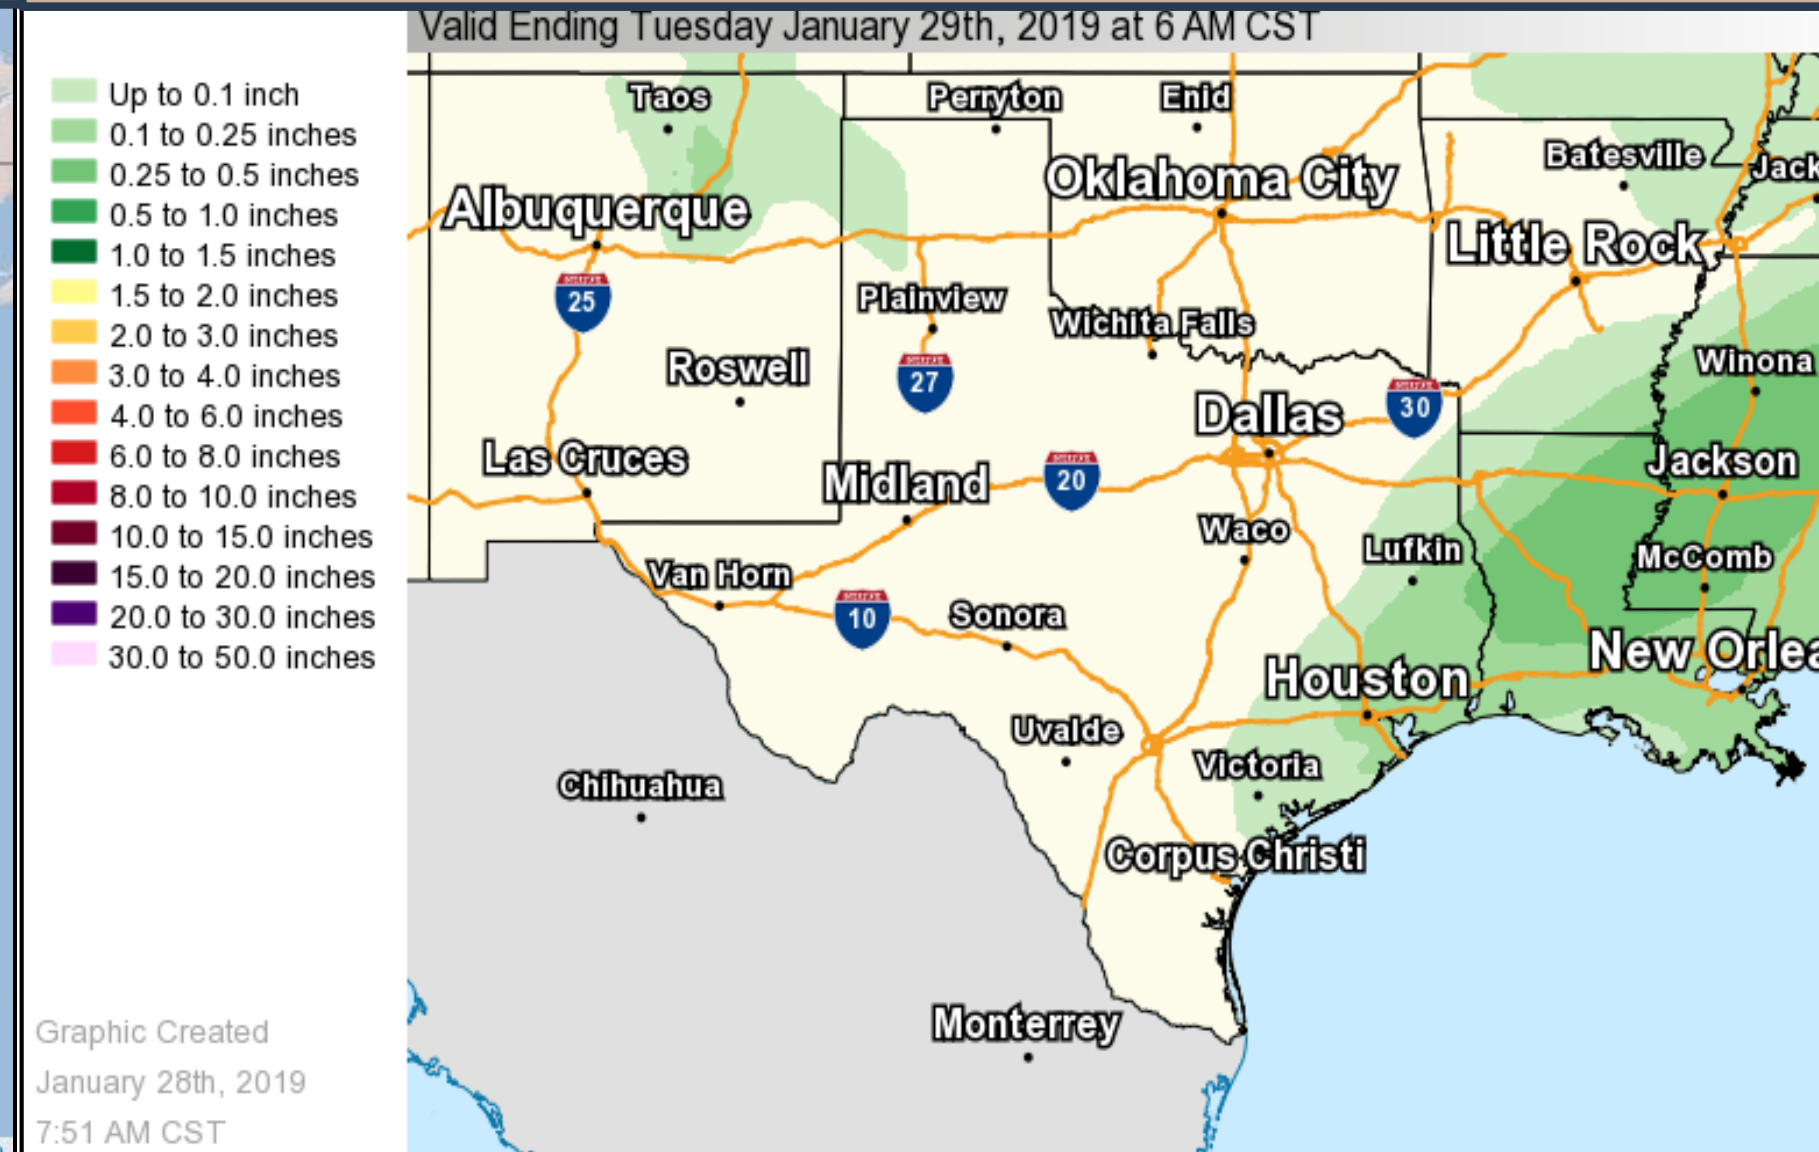 Valid Ending Tuesday January 29th, 2019 at 6 AM CST
Up to 0.1 inch
0.1 to 0.25 inches
0.25 to 0.5 inches
0.5 to 1.0 inches
1.0 to 1.5 inches
1.5 to 2.0 inches
2.0 to 3.0 inches
3.0 to 4.0 inches
4.0 to 6.0 inches
6.0 to 8.0 inches
8.0 to 10.0 inches
10.0 to 15.0 inches
15.0 to 20.0 inches
20.0 to 30.0 inches
30.0 to 50.0 inches
Graphic Created
January 28th, 2019
7:51 AM CST
Taos
Perryton
Enid
Batesville
Jack
Oklahoma City
Albuquerque
Little Rock
25
Plainview
Wichita Falls
Winona
Roswell
27
30
Dallas
Las Cruces
Midland
20
Jackson
Waco
Lufkin
McComb
Van Horn
10
Sonora
New Orlea
Houston
Uvalde
Victoria
Chihuahua
Corpus Christi
Monterrey